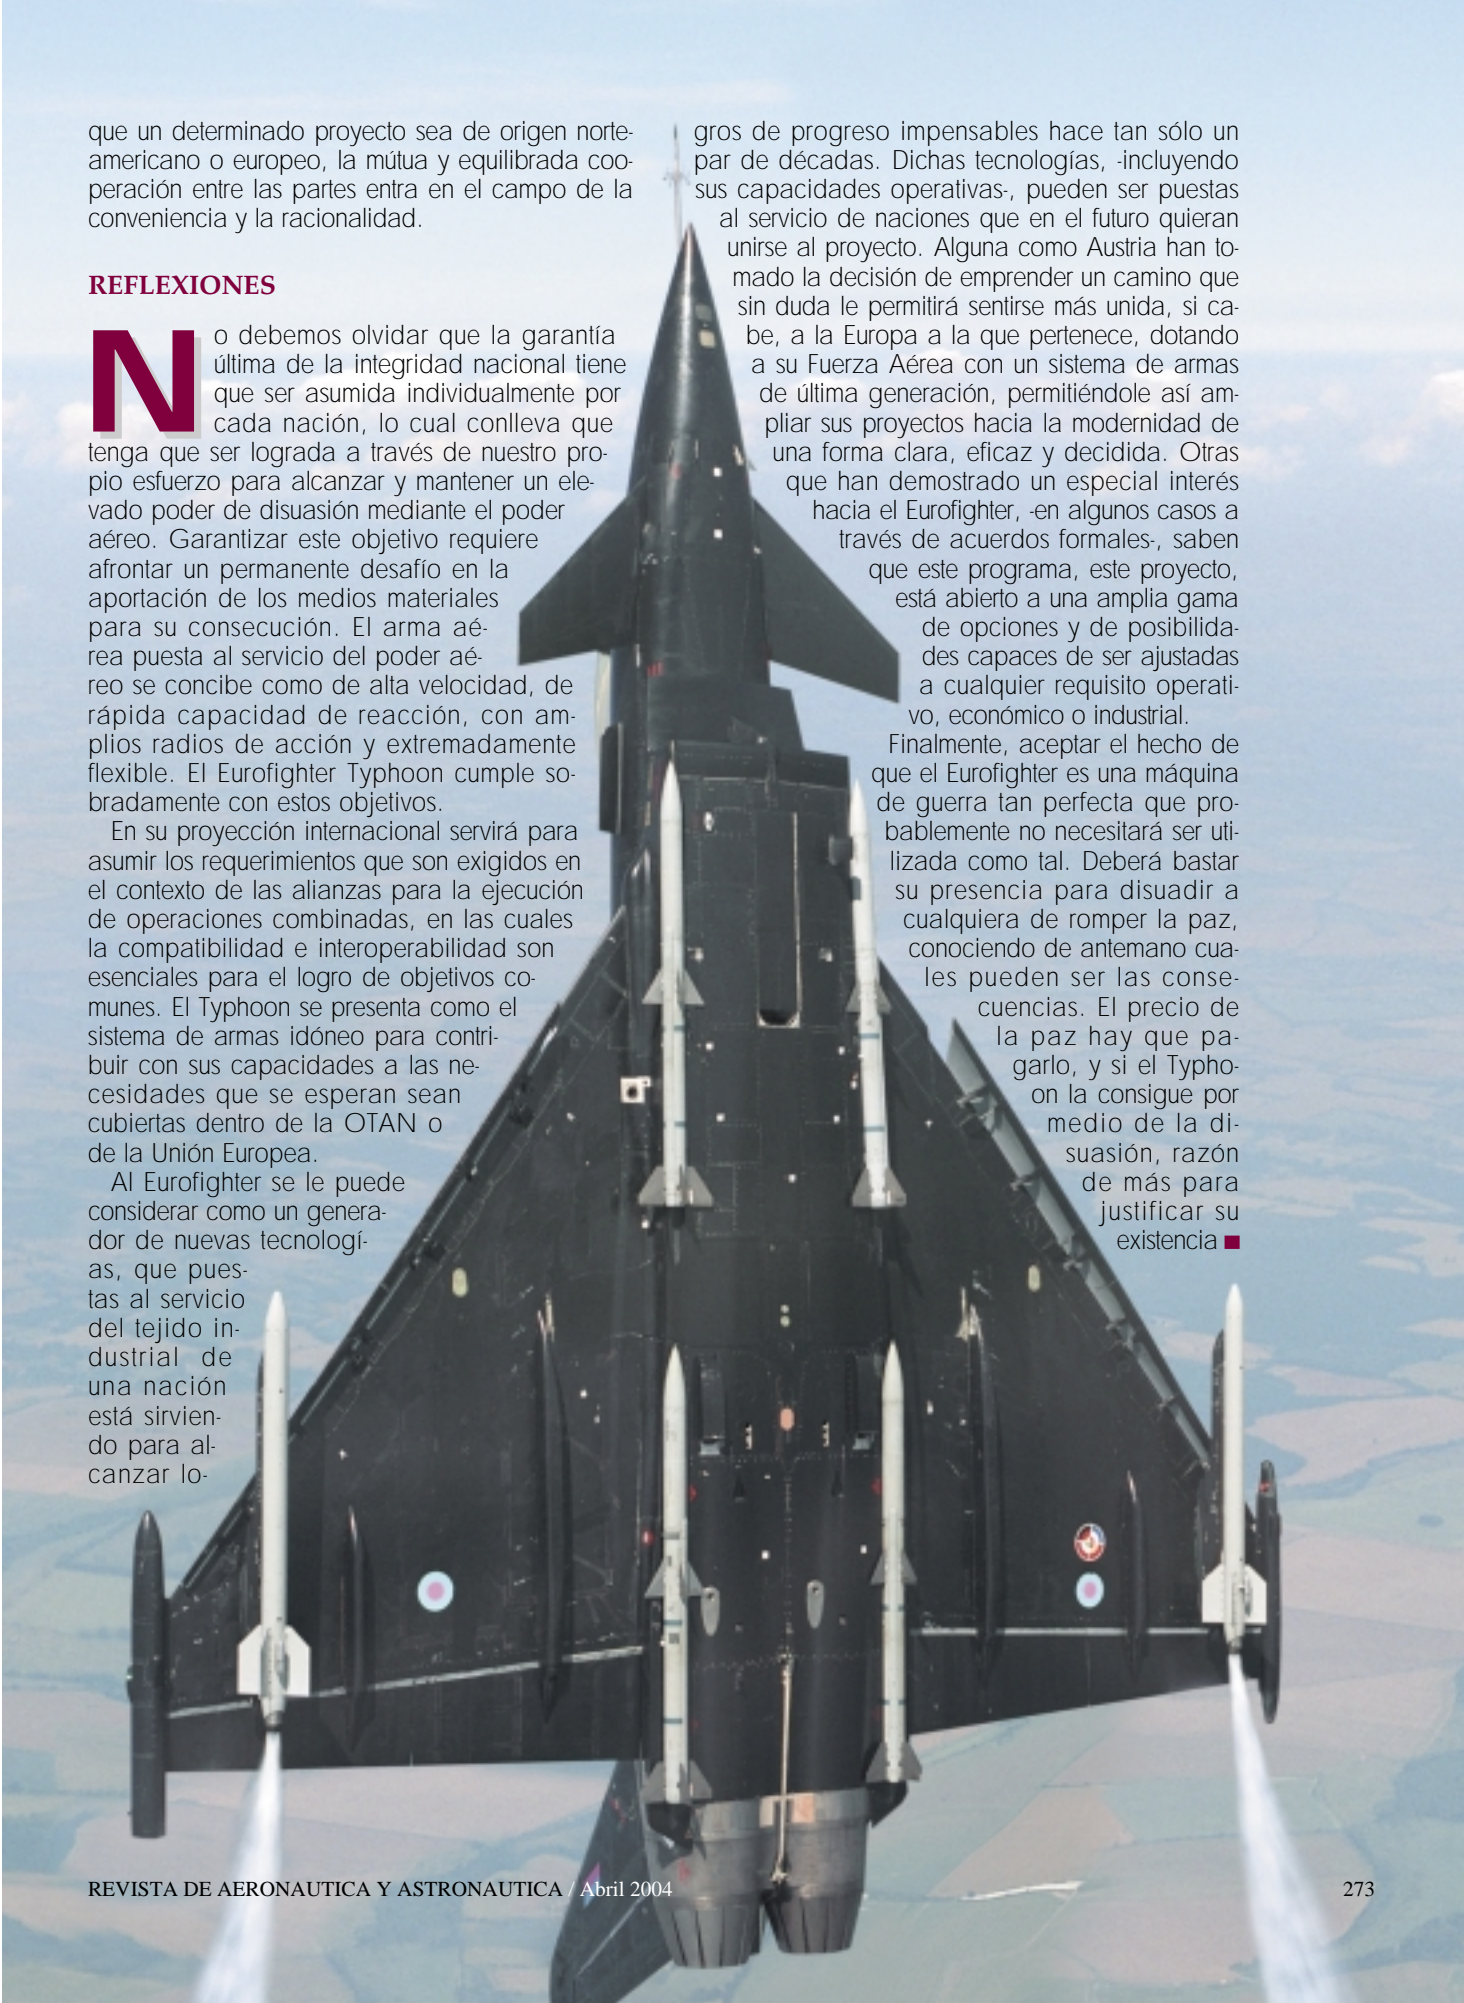 que un determinado proyecto sea de origen norte-
americano o europeo, la mútua y equilibrada coo-
peración entre las partes entra en el campo de la
conveniencia y la racionalidad.
REFLEXIONES
No debemos olvidar que la garantía
última de la integridad nacional tiene
que ser asumida individualmente por
cada nación, lo cual conlleva que
tenga que ser lograda a través de nuestro pro-
pio esfuerzo para alcanzar y mantener un ele-
vado poder de disuasión mediante el poder
aéreo. Garantizar este objetivo requiere
afrontar un permanente desafío en la
aportación de los medios materiales
para su consecución. El arma aé-
rea puesta al servicio del poder aé-
reo se concibe como de alta velocidad, de
rápida capacidad de reacción, con am-
plios radios de acción y extremadamente
flexible. El Eurofighter Typhoon cumple so-
bradamente con estos objetivos.
En su proyección internacional servirá para
asumir los requerimientos que son exigidos en
el contexto de las alianzas para la ejecución
de operaciones combinadas, en las cuales
la compatibilidad e interoperabilidad son
esenciales para el logro de objetivos co-
munes. El Typhoon se presenta como el
sistema de armas idóneo para contri-
buir con sus capacidades a las ne-
cesidades que se esperan sean
cubiertas dentro de la OTAN o
de la Unión Europea.
Al Eurofighter se le puede
considerar como un genera-
dor de nuevas tecnologí-
as, que pues-
tas al servicio
del tejido in-
dustrial de
una nación
está sirvien-
do para al-
canzar lo-
gros de progreso impensables hace tan sólo un
par de décadas. Dichas tecnologías, -incluyendo
sus capacidades operativas-, pueden ser puestas
al servicio de naciones que en el futuro quieran
unirse al proyecto. Alguna como Austria han to-
mado la decisión de emprender un camino que
sin duda le permitirá sentirse más unida, si ca-
be, a la Europa a la que pertenece, dotando
a su Fuerza Aérea con un sistema de armas
de última generación, permitiéndole así am-
pliar sus proyectos hacia la modernidad de
una forma clara, eficaz y decidida. Otras
que han demostrado un especial interés
hacia el Eurofighter, -en algunos casos a
través de acuerdos formales-, saben
que este programa, este proyecto,
está abierto a una amplia gama
de opciones y de posibilida-
des capaces de ser ajustadas
a cualquier requisito operati-
vo, económico o industrial.
Finalmente, aceptar el hecho de
que el Eurofighter es una máquina
de guerra tan perfecta que pro-
bablemente no necesitará ser uti-
lizada como tal. Deberá bastar
su presencia para disuadir a
cualquiera de romper la paz,
conociendo de antemano cua-
les pueden ser las conse-
cuencias. El precio de
la paz hay que pa-
garlo, y si el Typho-
on la consigue por
medio de la di-
suasión, razón
de más para
justificar su
existencia
REVISTA DE AERONAUTICA Y ASTRONAUTICA / Abril 2004
273